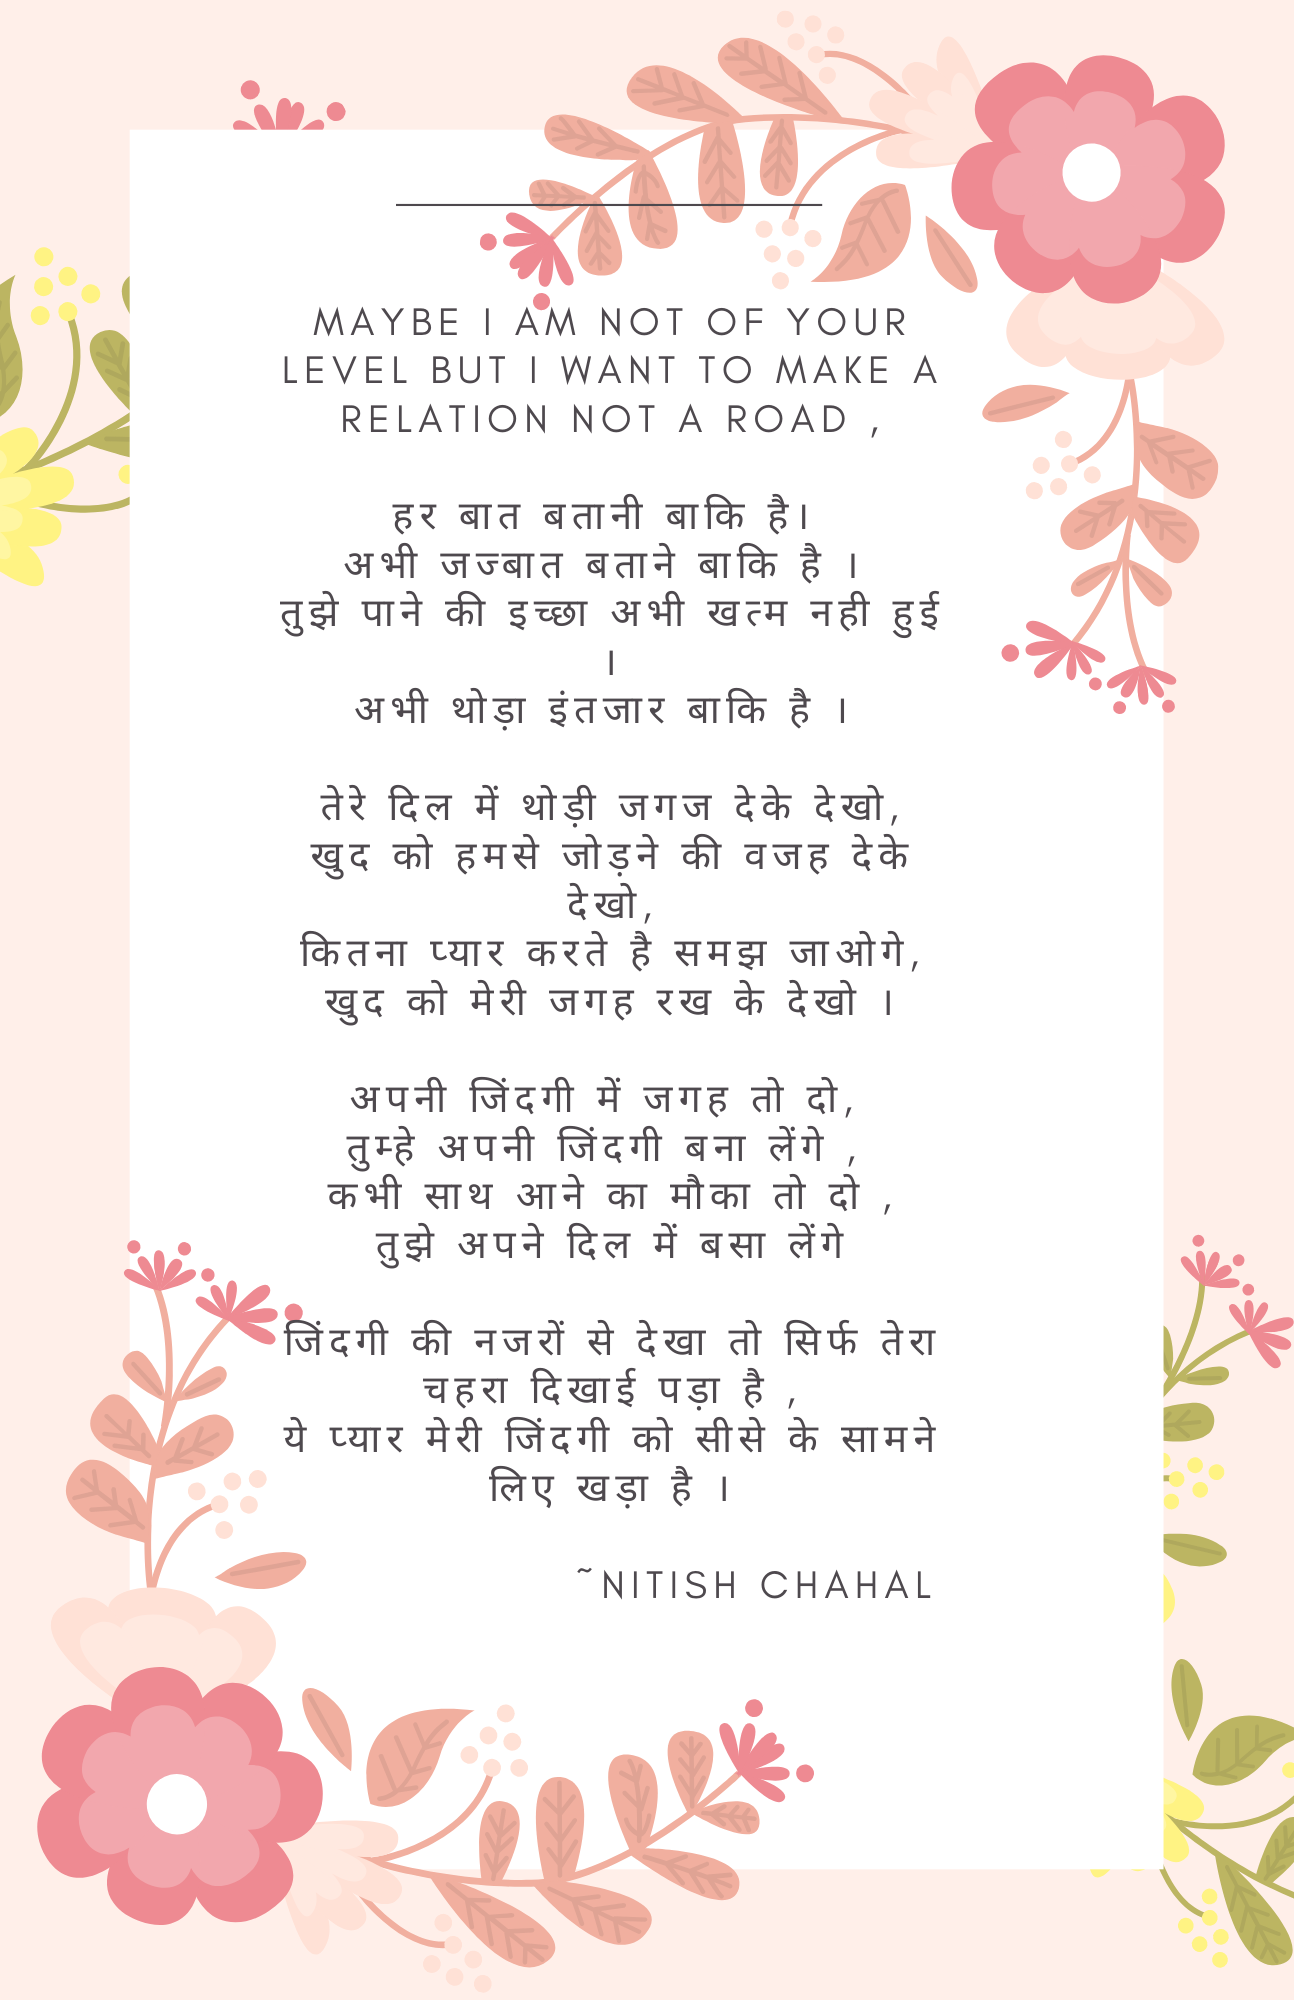 MAYBE I AM NOT OF YOUR
LEVEL BUT I WANT TO MAKE A
RELATION NOT A ROAD ,
हर बात बतानी बाकि है।
अभी जज्बात बताने बाकि है ।
तुझे पाने की इच्छा अभी खत्म नही हुई
।
अभी थोड़ा इंतजार बाकि है ।
तेरे दिल में थोड़ी जगज देके देखो,
खुद को हमसे जोड़ने की वजह देके
देखो,
कितना प्यार करते है समझ जाओगे,
खुद को मेरी जगह रख के देखो ।
अपनी जिंदगी में जगह तो दो,
तुम्हे अपनी जिंदगी बना लेंगे ,
कभी साथ आने का मौका तो दो ,
तुझे अपने दिल में बसा लेंगे
जिंदगी की नजरों से देखा तो सिर्फ तेरा
चहरा दिखाई पड़ा है ,
ये प्यार मेरी जिंदगी को सीसे के सामने
लिए खड़ा है ।
~NITISH CHAHAL